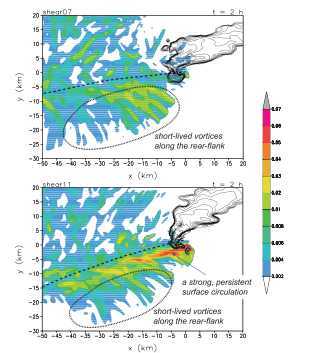 shear07
t = 2 h
20
15
10
5
0
−5
−10
−15
−20
−25
−30
y (km)
short-lived vortices
along the rear-flank
−50 −45 −40 −35 −30 −25 −20 −15 −10 −5 0 5 10 15 20
x (km)
shear11
t = 2 h
20
15
10
5
0
−5
−10
−15
−20
−25
−30
y (km)
a strong, persistent
surface circulation
short-lived vortices
along the rear-flank
−50 −45 −40 −35 −30 −25 −20 −15 −10 −5 0 5 10 15 20
x (km)
0.07
0.06
0.05
0.04
0.03
0.02
0.01
0.008
0.006
0.004
0.002